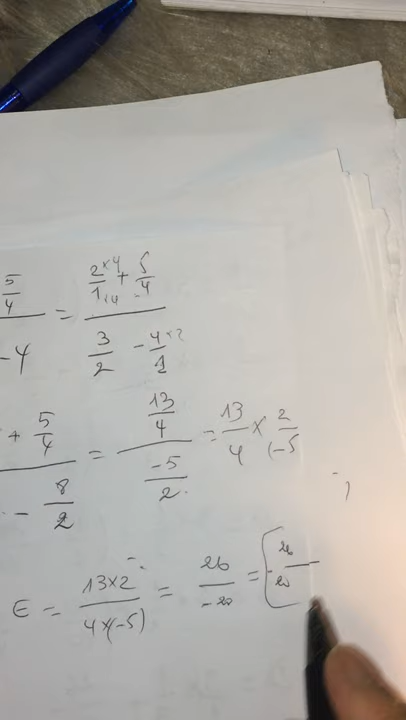 5/4 / -4 = (2×4/1×4 + 5/4) / (3/2 - 4×2/1)
+ 5/4 / - 8/2 = (13/4) / (-5/2) = 13/4 × 2/(-5
E = 13×2 / 4×(-5) = 26/-20 = [- 26/20